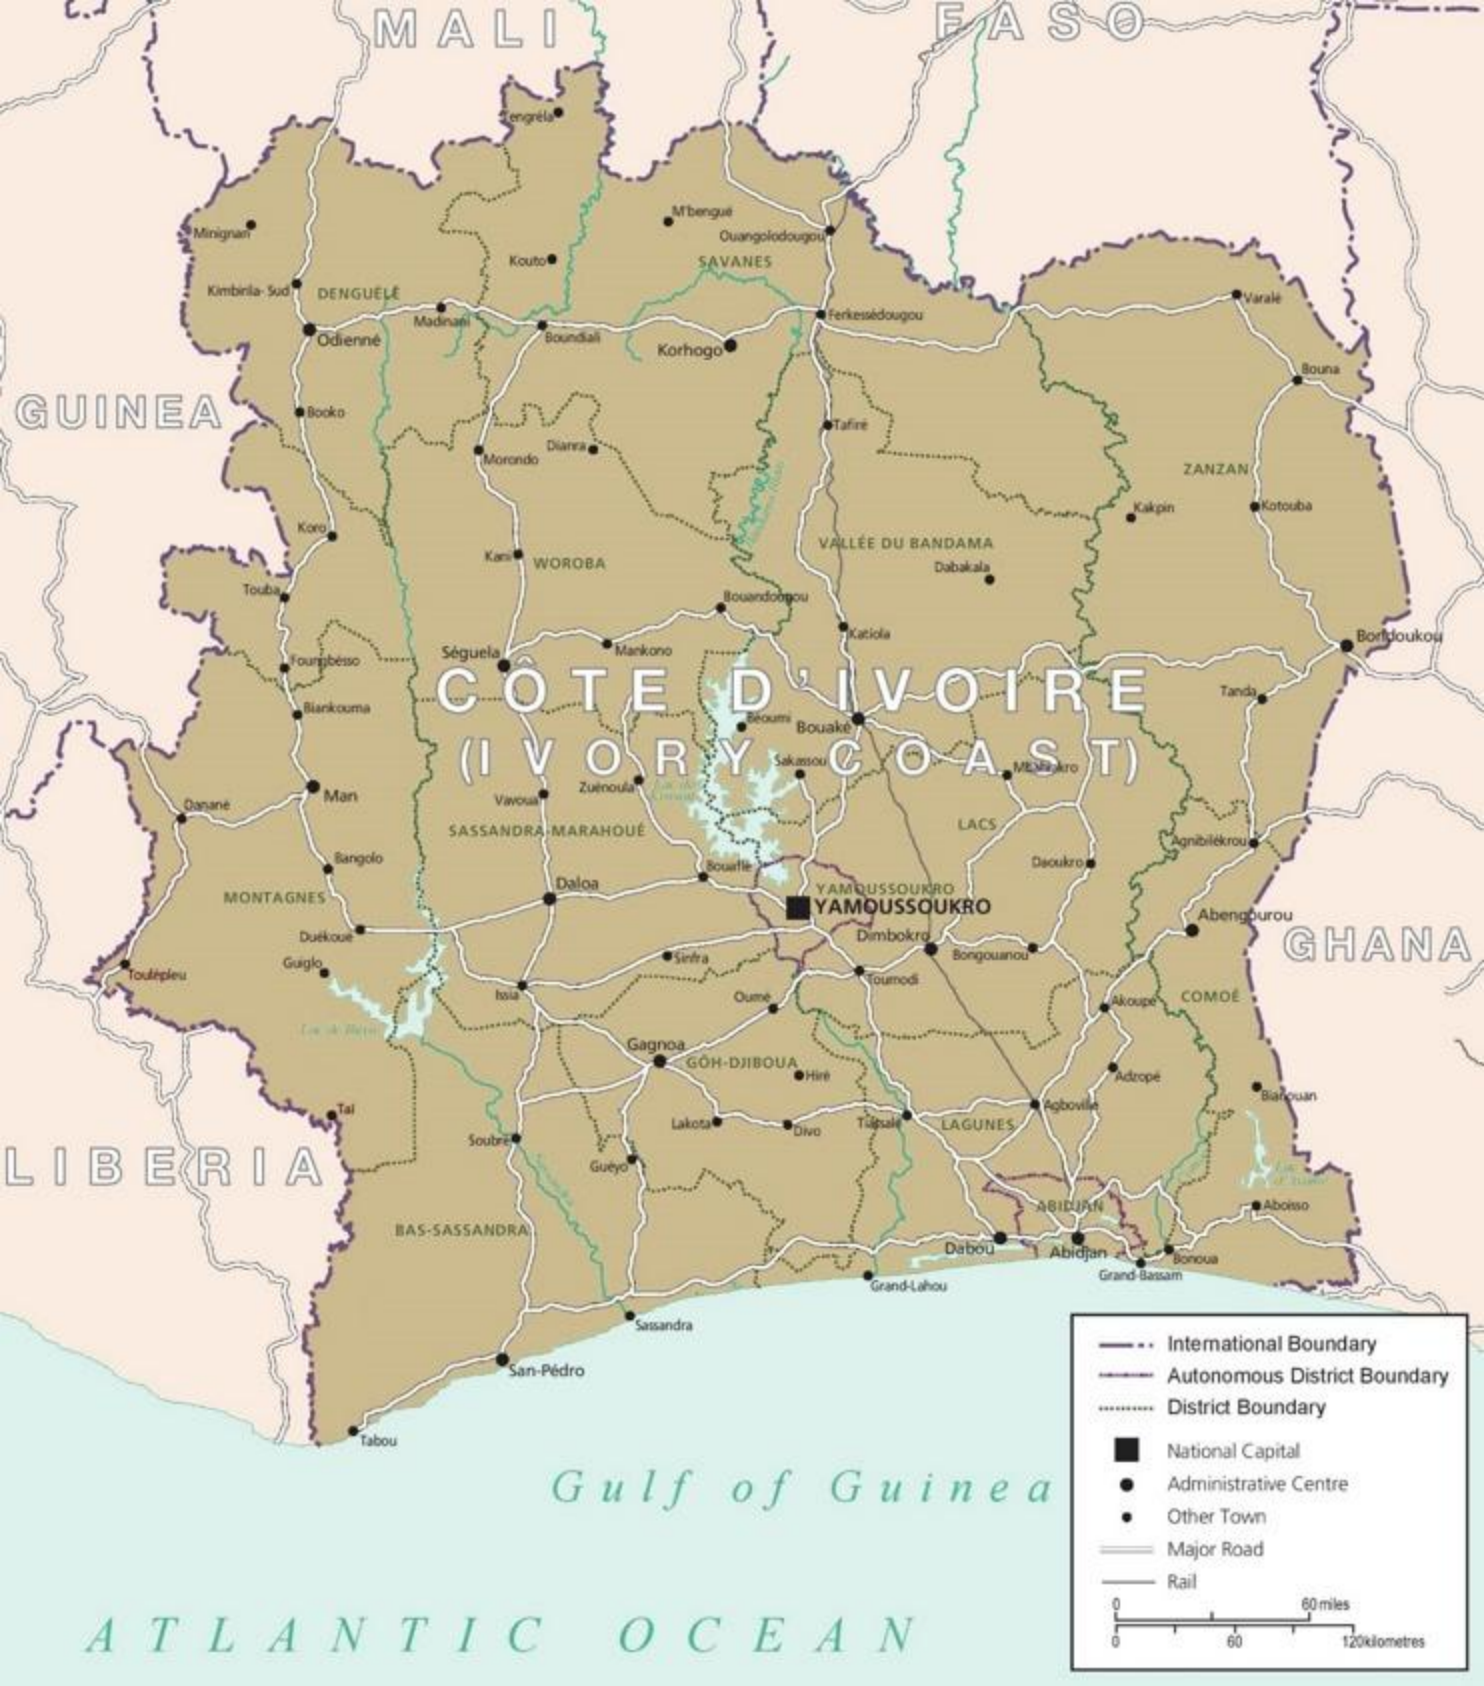 MALI
FASO
Tengréla
M'bengué
Minignan
Ouangolodougou
Kouto
SAVANES
Kimbirila-Sud
DENGUÉLÉ
Varalé
Madinani
Ferkessédougou
Odienné
Boundiali
Korhogo
Bouna
GUINEA
Booko
Tafiré
Dianra
Morondo
ZANZAN
Kotouba
Kakpin
Koro
Kani
WOROBA
VALLÉE DU BANDAMA
Dabakala
Touba
Bouandougou
Katiola
Bondoukou
Séguela
Mankono
Foungbésso
CÔTE D'IVOIRE
Tanda
Biankouma
Béoumi
Bouaké
(IVORY COAST)
Sakassou
Man
Zuénoula
Vavoua
Danané
SASSANDRA-MARAHOUÉ
LACS
Agnibilékrou
Bangolo
Bouaflé
Daoukro
Daloa
YAMOUSSOUKRO
MONTAGNES
YAMOUSSOUKRO
Abengourou
Duékoué
Dimbokro
GHANA
Bongouanou
Guiglo
Sinfra
Toulépleu
Toumodi
Issia
Oumé
Akoupé
COMOÉ
Gagnoa
GÔH-DJIBOUA
Hiré
Adzopé
Bianouan
Taï
Agboville
Lakota
Divo
Tiassalé
LAGUNES
Soubré
LIBERIA
Guéyo
ABIDJAN
Aboisso
BAS-SASSANDRA
Dabou
Abidjan
Bonoua
Grand-Bassam
Grand-Lahou
Sassandra
San-Pédro
Tabou
Gulf of Guinea
ATLANTIC OCEAN
International Boundary
Autonomous District Boundary
District Boundary
National Capital
Administrative Centre
Other Town
Major Road
Rail
0 60 miles
0 60 120kilometres